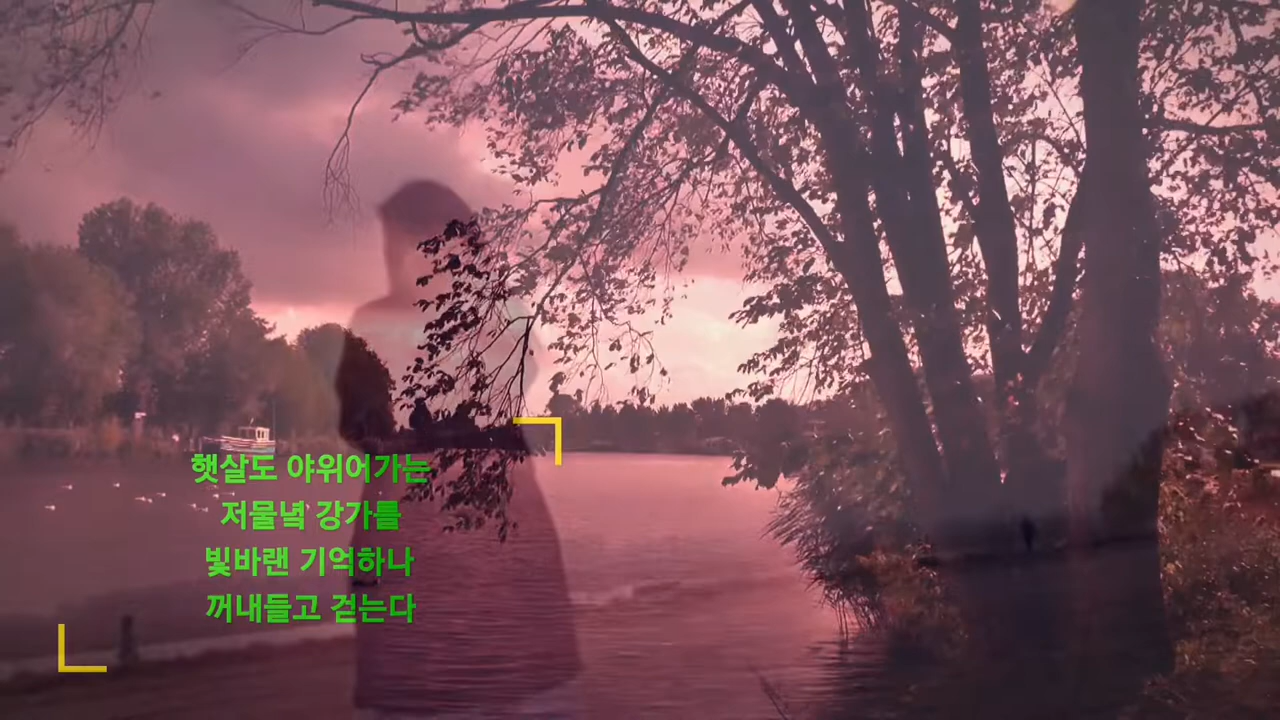 햇살도 야위어가는
저물녘 강가를
빛바랜 기억하나
꺼내들고 걷는다